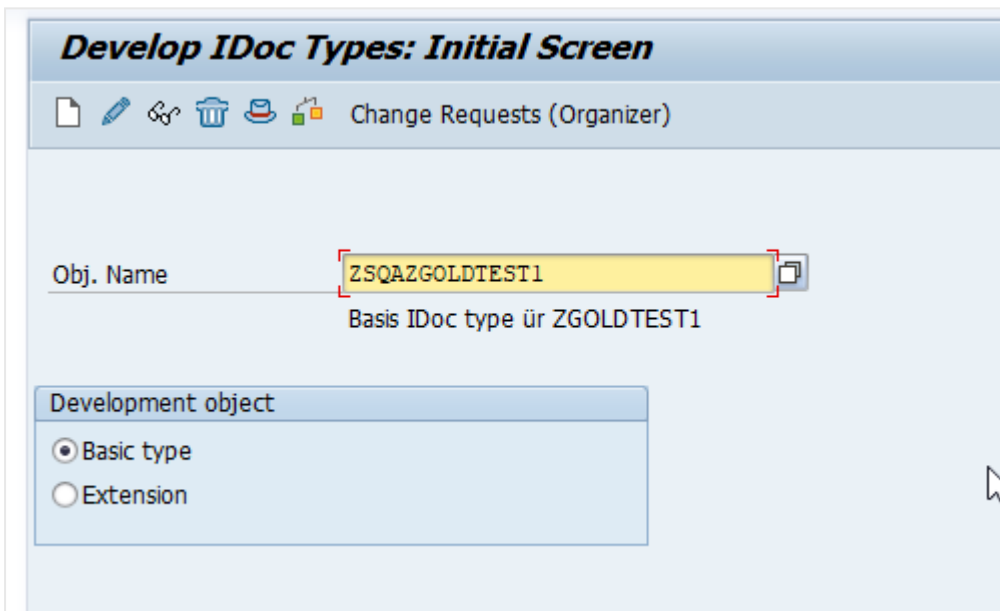 Develop IDoc Types: Initial Screen
Change Requests (Organizer)
Obj. Name ZSQAZGOLDTEST1
Basis IDoc type ür ZGOLDTEST1
Development object
Basic type
Extension